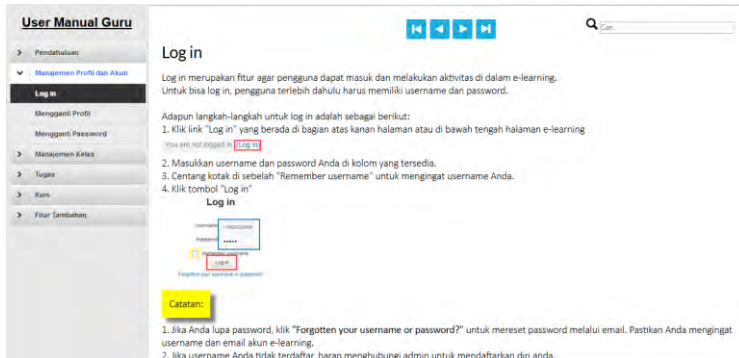 User Manual Guru
Cari
Pendahuluan
Manajemen Profil dan Akun
Log in
Mengganti Profil
Mengganti Password
Manajemen Kelas
Tugas
Kuis
Fitur Tambahan
Log in
Log in merupakan fitur agar pengguna dapat masuk dan melakukan aktivitas di dalam e-learning.
Untuk bisa log in, pengguna terlebih dahulu harus memiliki username dan password.
Adapun langkah-langkah untuk log in adalah sebagai berikut:
1. Klik link "Log in" yang berada di bagian atas kanan halaman atau di bawah tengah halaman e-learning
You are not logged in. (Log in)
2. Masukkan username dan password Anda di kolom yang tersedia.
3. Centang kotak di sebelah "Remember username" untuk mengingat username Anda.
4. Klik tombol "Log in"
Log in
Username
Password
Remember username
Log in
Forgotten your username or password?
Catatan:
1. Jika Anda lupa password, klik "Forgotten your username or password?" untuk mereset password melalui email. Pastikan Anda mengingat
username dan email akun e-learning.
2. Jika username Anda tidak terdaftar, harap menghubungi admin untuk mendaftarkan diri anda.